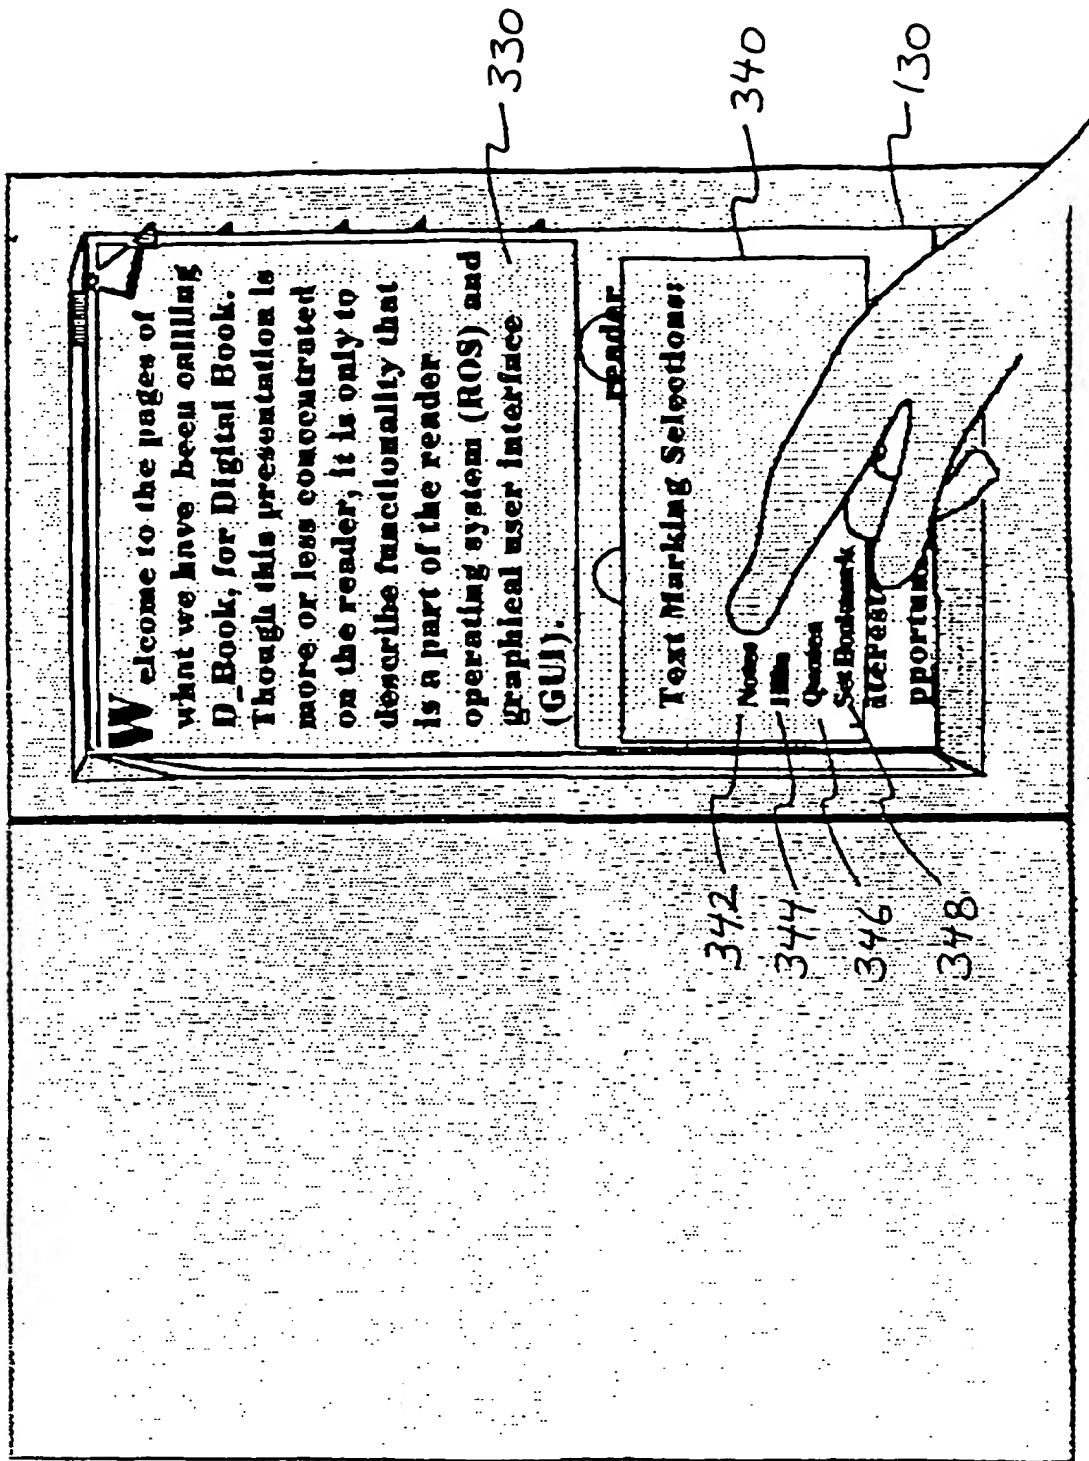 Welcome to the pages of
what we have been calling
D_Book, for Digital Book.
Though this presentation is
more or less concentrated
on the reader, it is only to
describe functionality that
is a part of the reader
operating system (ROS) and
graphical user interface
(GUI).
reader
Text Marking Selections:
Notes
Quotes
Set Bookmark
pportun
330
340
130
342
344
346
348